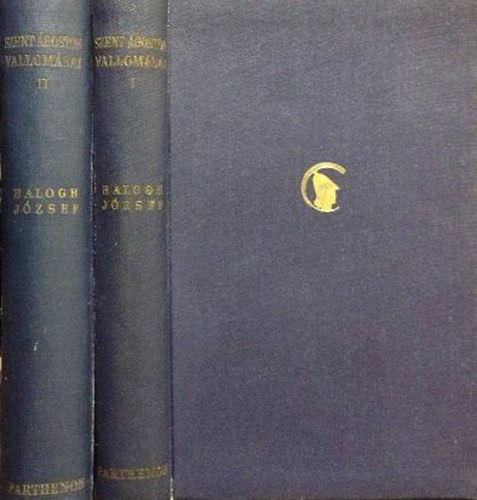 SZENT ÁGOSTON
VALLOMÁSAI
II
BALOGH
JÓZSEF
PARTHENON
SZENT ÁGOSTON
VALLOMÁSAI
I
BALOGH
JÓZSEF
PARTHENON